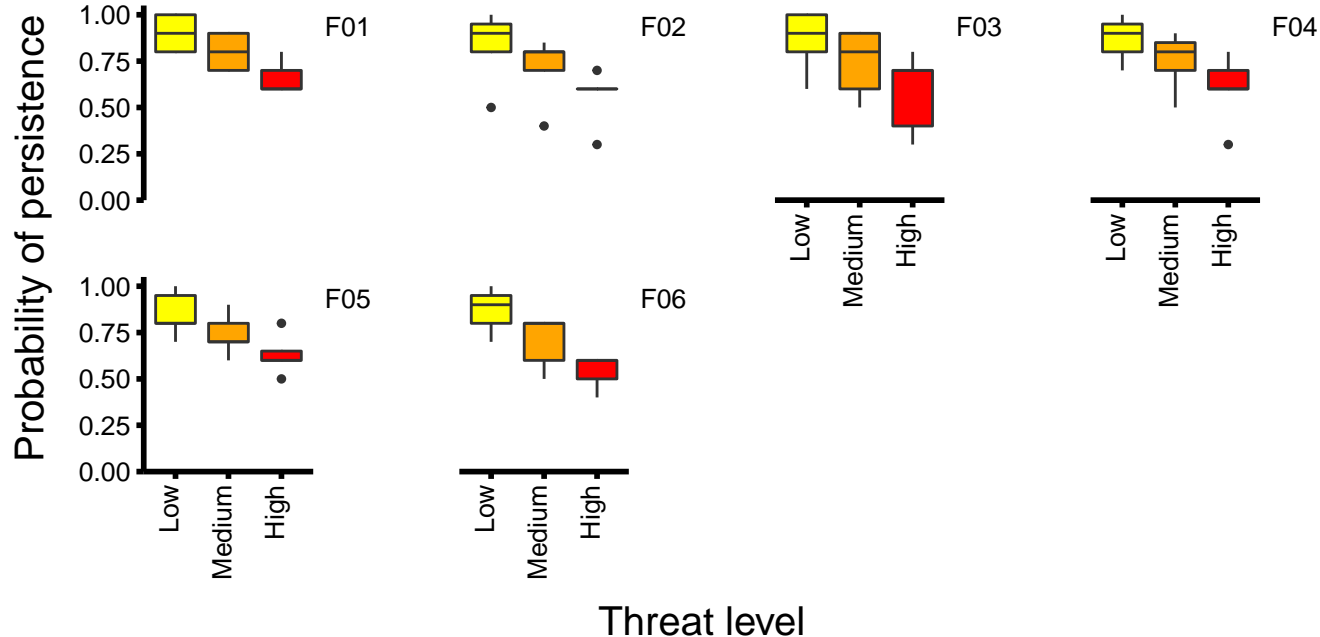 Probability of persistence
1.00
0.75
0.50
0.25
0.00
F01
F02
F03
F04
Low
Medium
High
Low
Medium
High
1.00
0.75
0.50
0.25
0.00
F05
F06
Low
Medium
High
Low
Medium
High
Threat level